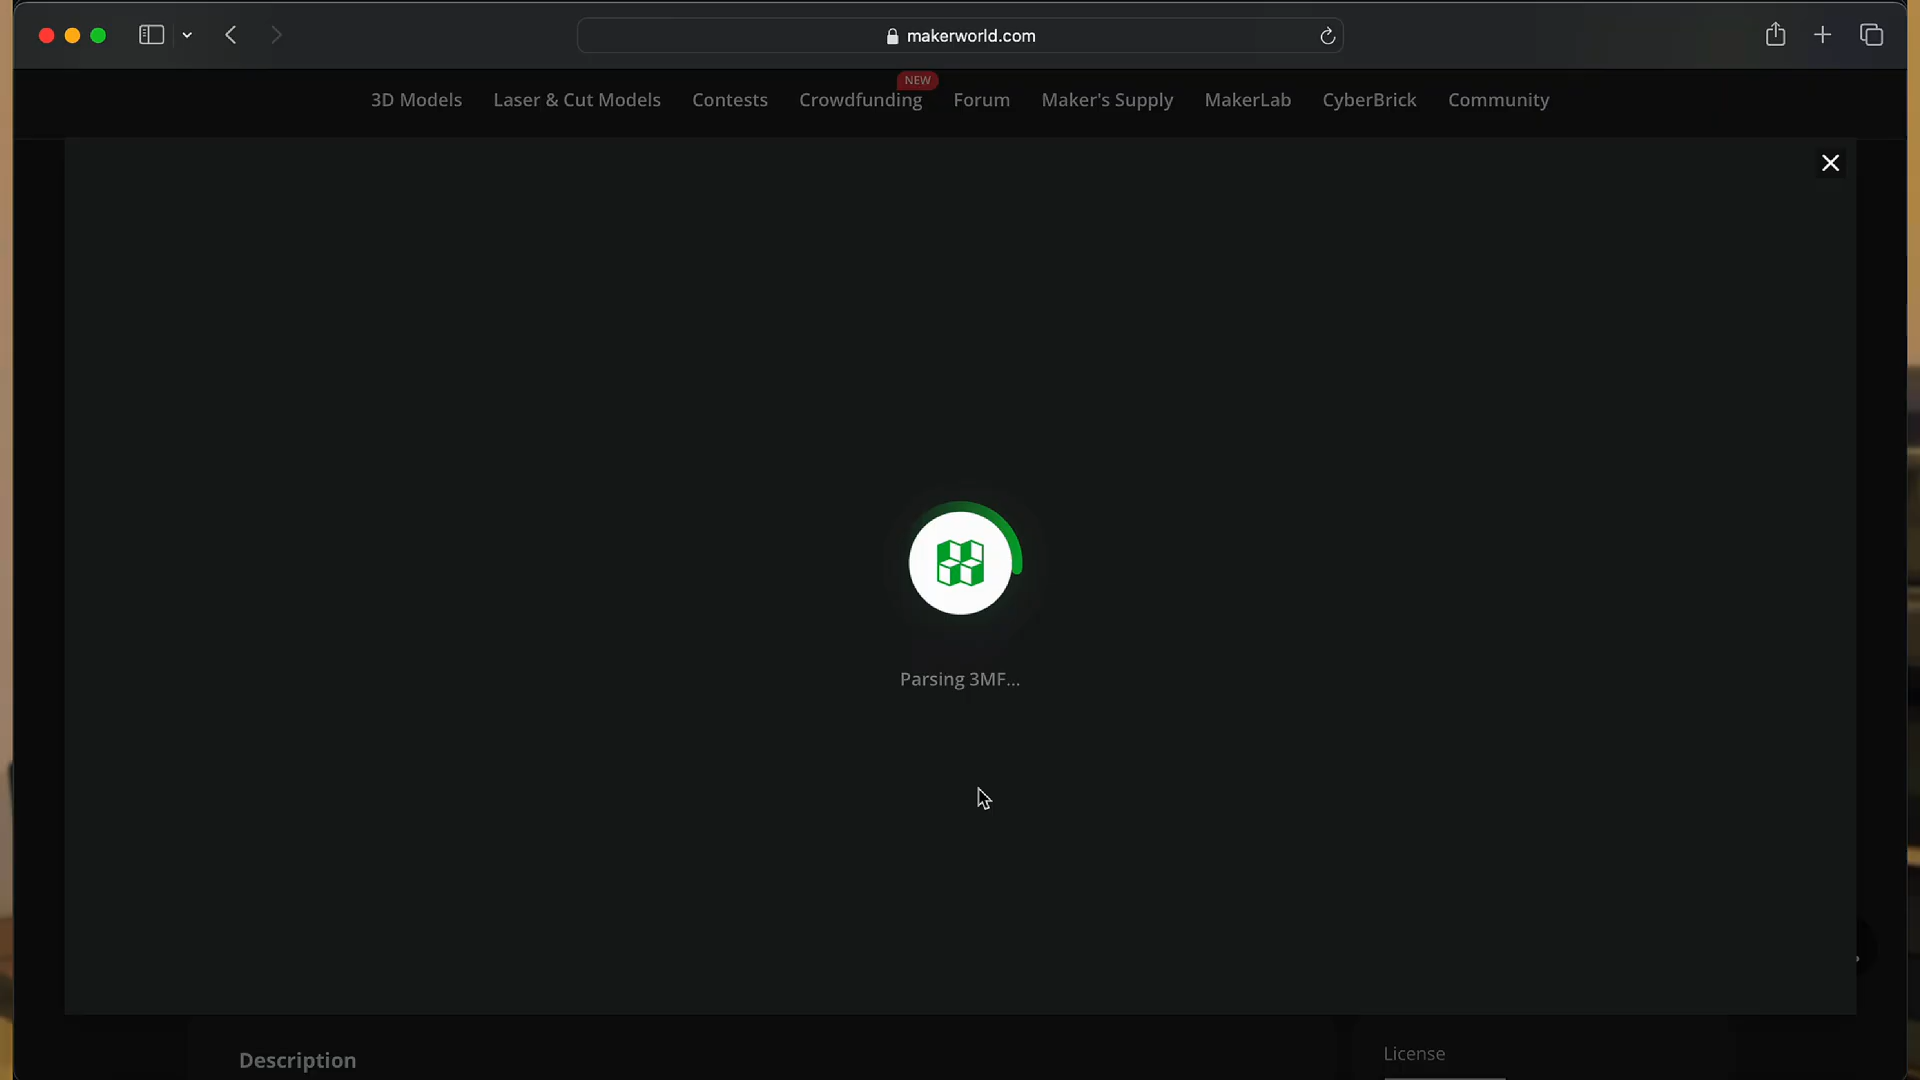 makerworld.com
NEW
3D Models
Laser & Cut Models
Contests
Crowdfunding
Forum
Maker's Supply
MakerLab
CyberBrick
Community
Parsing 3MF...
Description
License